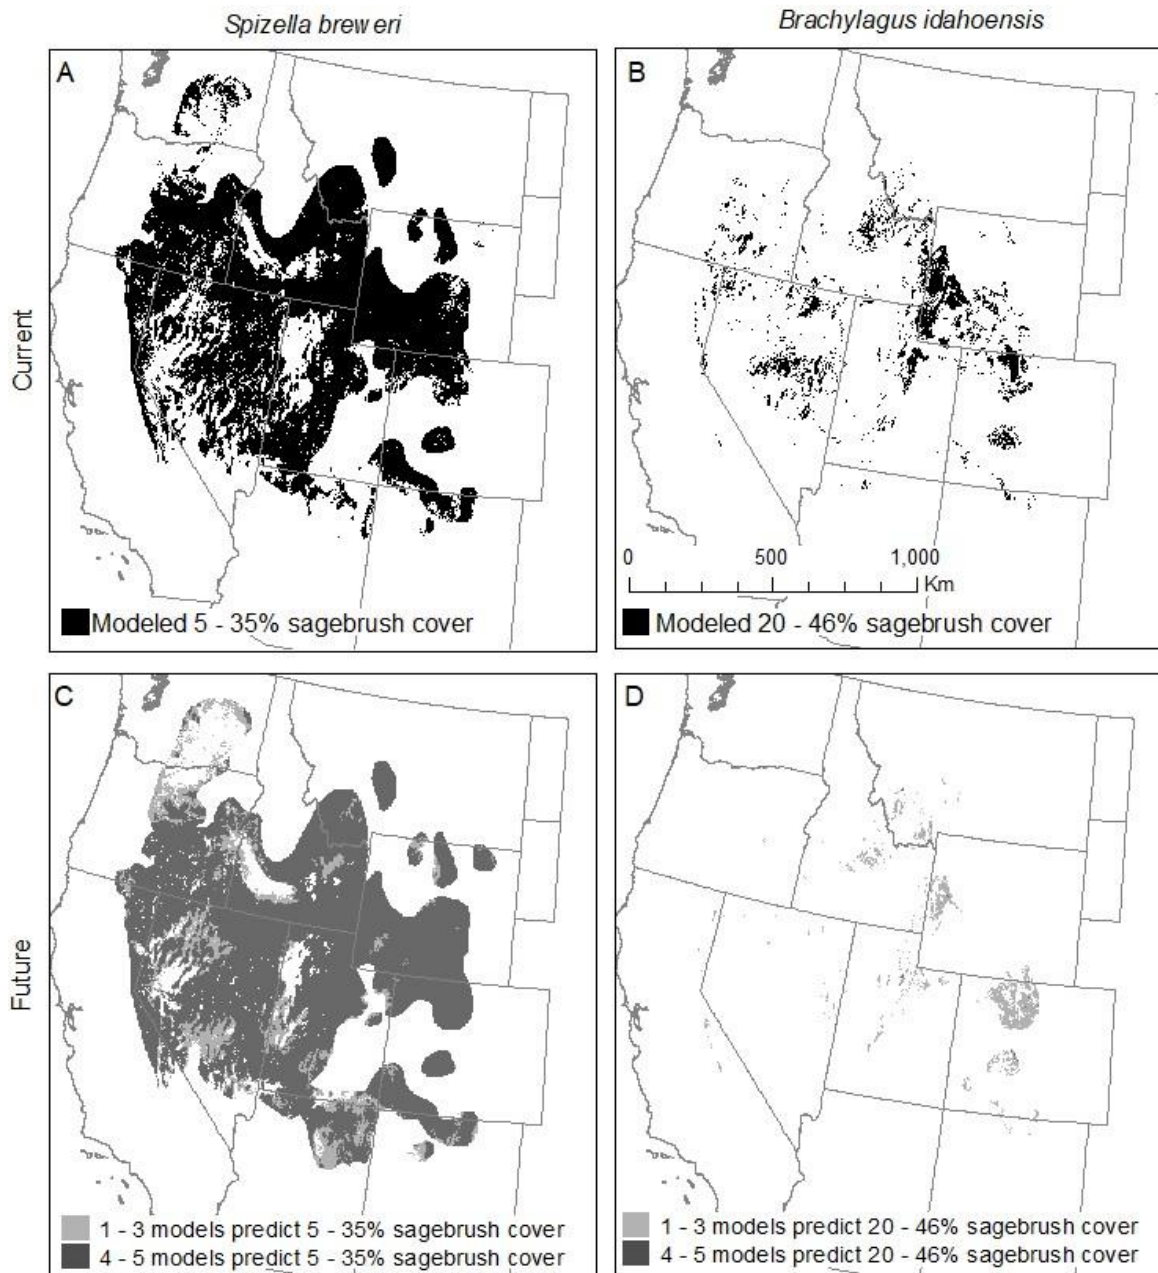 Spizella breweri
Brachylagus idahoensis
A
B
Current
0 500 1,000
Km
Modeled 5 - 35% sagebrush cover
Modeled 20 - 46% sagebrush cover
C
D
Future
1 - 3 models predict 5 - 35% sagebrush cover
4 - 5 models predict 5 - 35% sagebrush cover
1 - 3 models predict 20 - 46% sagebrush cover
4 - 5 models predict 20 - 46% sagebrush cover